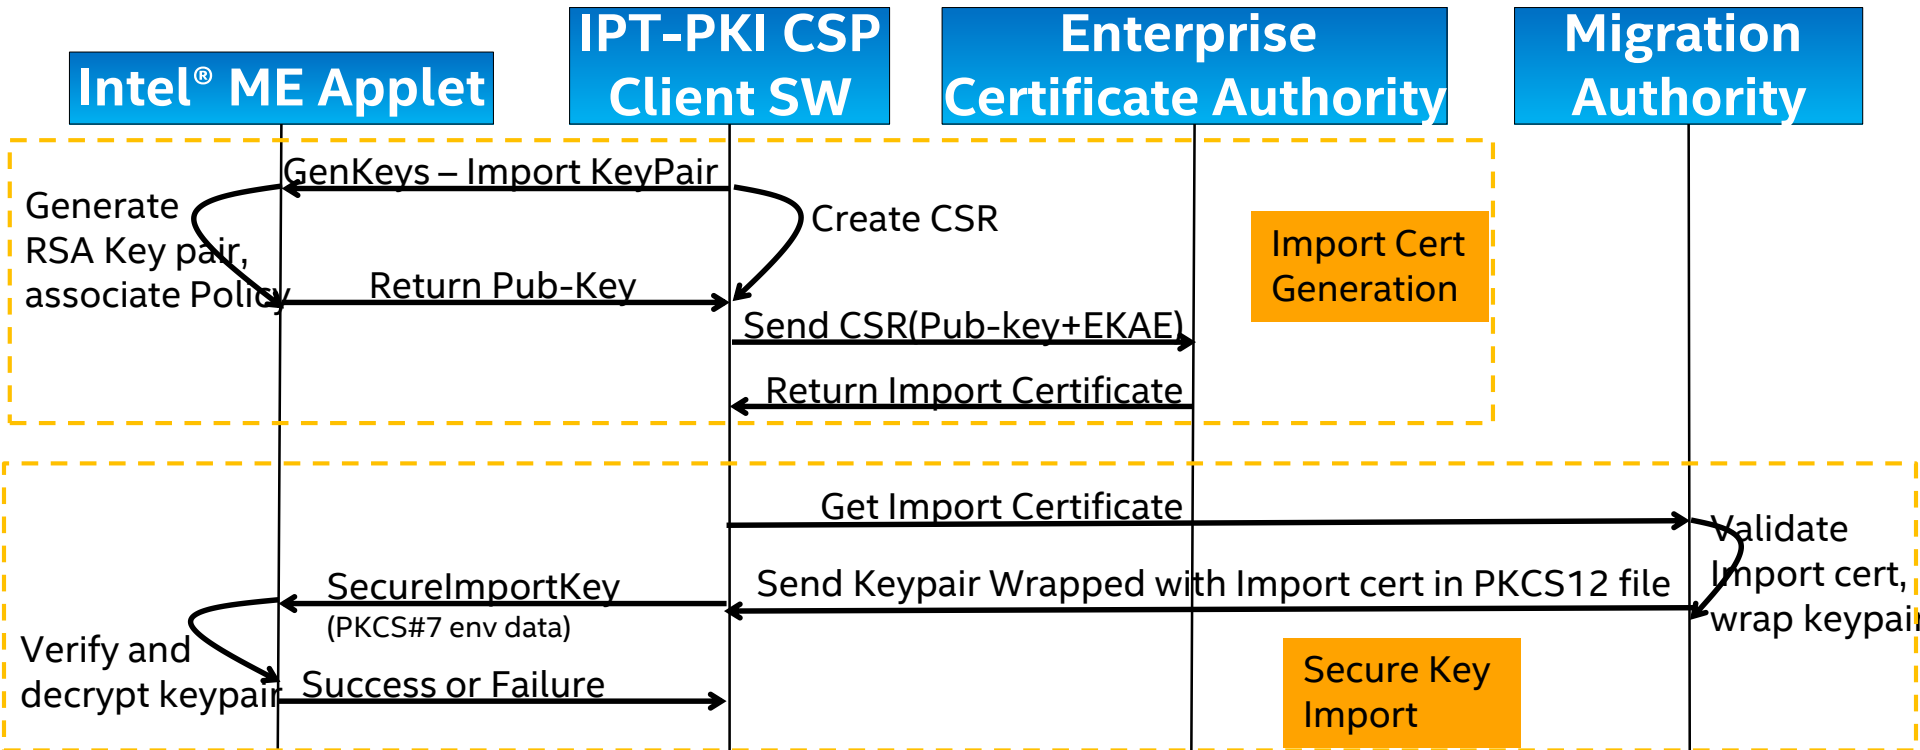 Intel® ME Applet
IPT-PKI CSP
Client SW
Enterprise
Certificate Authority
Migration
Authority
GenKeys – Import KeyPair
Generate
RSA Key pair,
associate Policy
Create CSR
Import Cert
Generation
Return Pub-Key
Send CSR(Pub-key+EKAE)
Return Import Certificate
Get Import Certificate
Validate
Import cert,
wrap keypair
Send Keypair Wrapped with Import cert in PKCS12 file
SecureImportKey
(PKCS#7 env data)
Verify and
decrypt keypair
Success or Failure
Secure Key
Import